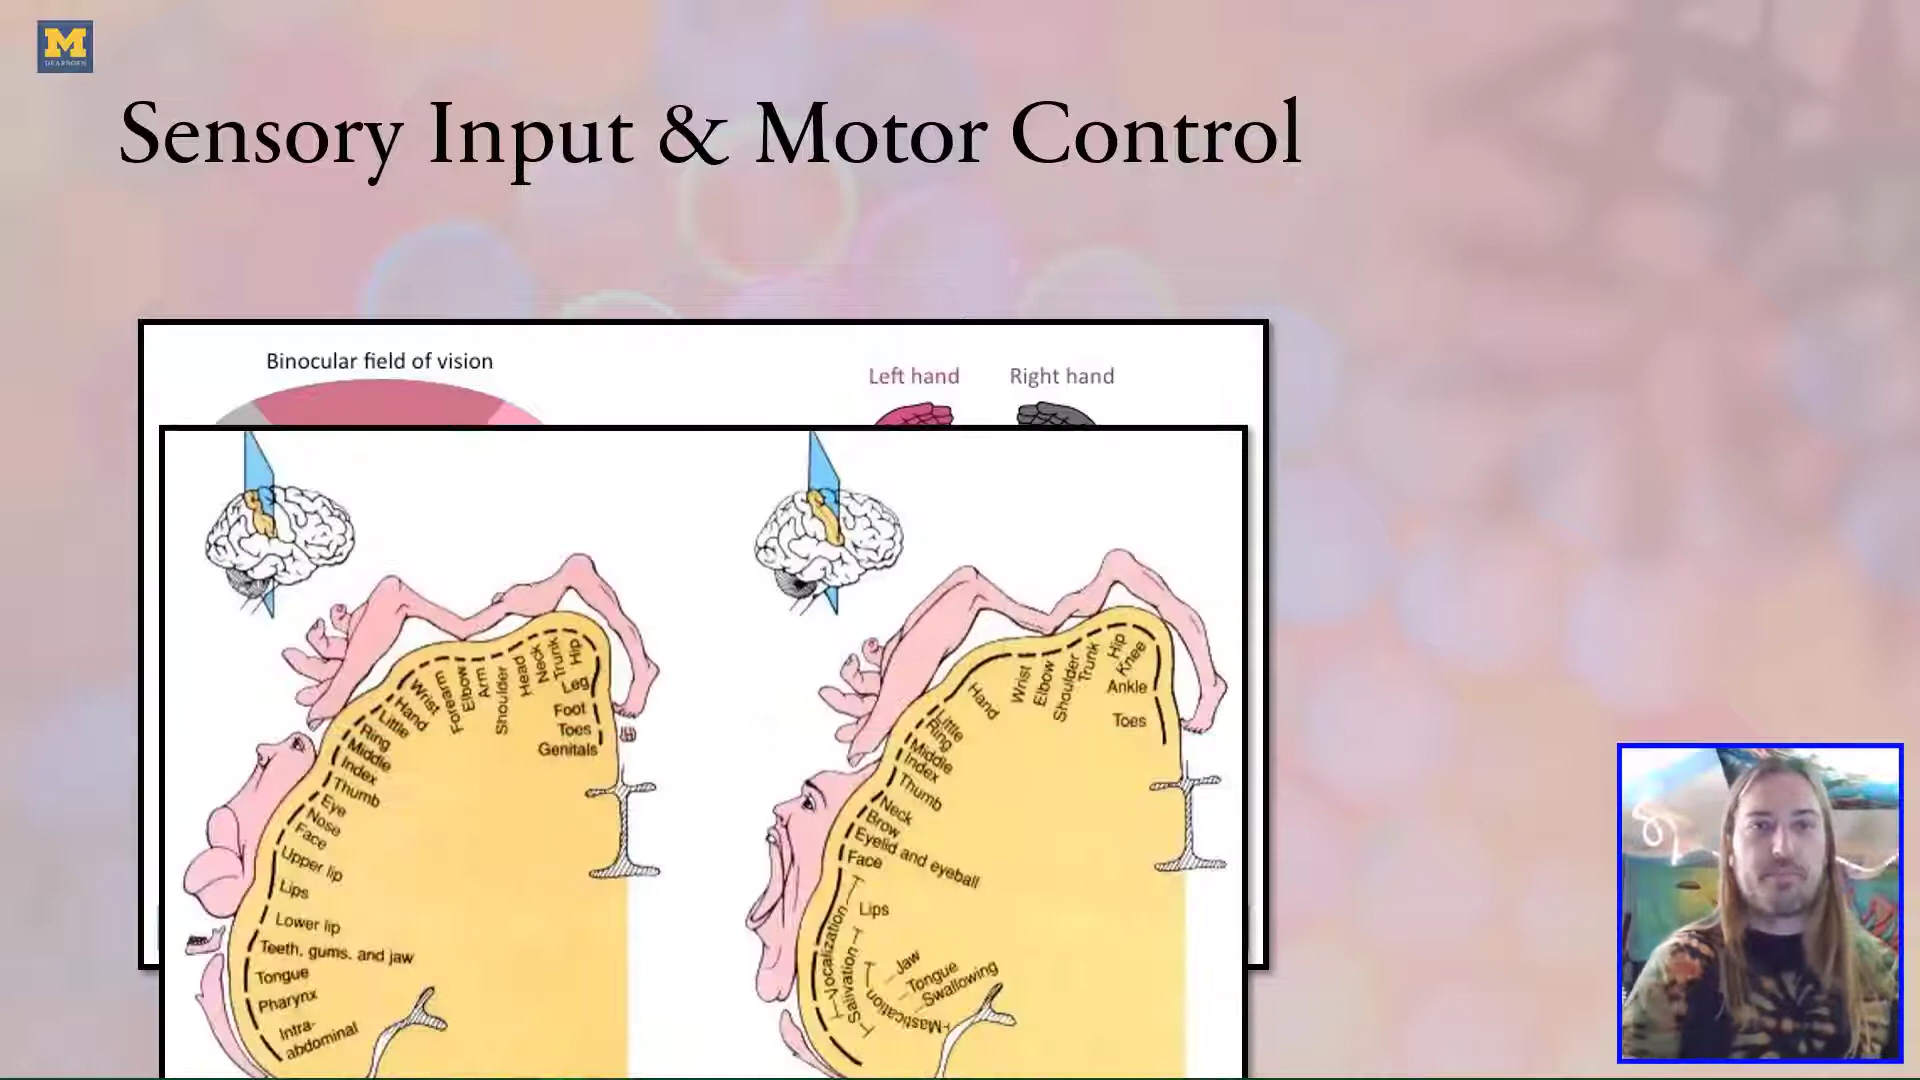 M
DEARBORN
Sensory Input & Motor Control
Binocular field of vision
Left hand
Right hand
Hip
Trunk
Neck
Head
Shoulder
Arm
Elbow
Forearm
Wrist
Hand
Little
Ring
Middle
Index
Thumb
Eye
Nose
Face
Upper lip
Lips
Lower lip
Teeth, gums, and jaw
Tongue
Pharynx
Intra-
abdominal
Leg
Foot
Toes
Genitals
Hip
Knee
Trunk
Shoulder
Elbow
Wrist
Hand
Little
Ring
Middle
Index
Thumb
Neck
Brow
Eyelid and eyeball
Face
Lips
Jaw
Tongue
Swallowing
Vocalization
Salivation
Mastication
Ankle
Toes